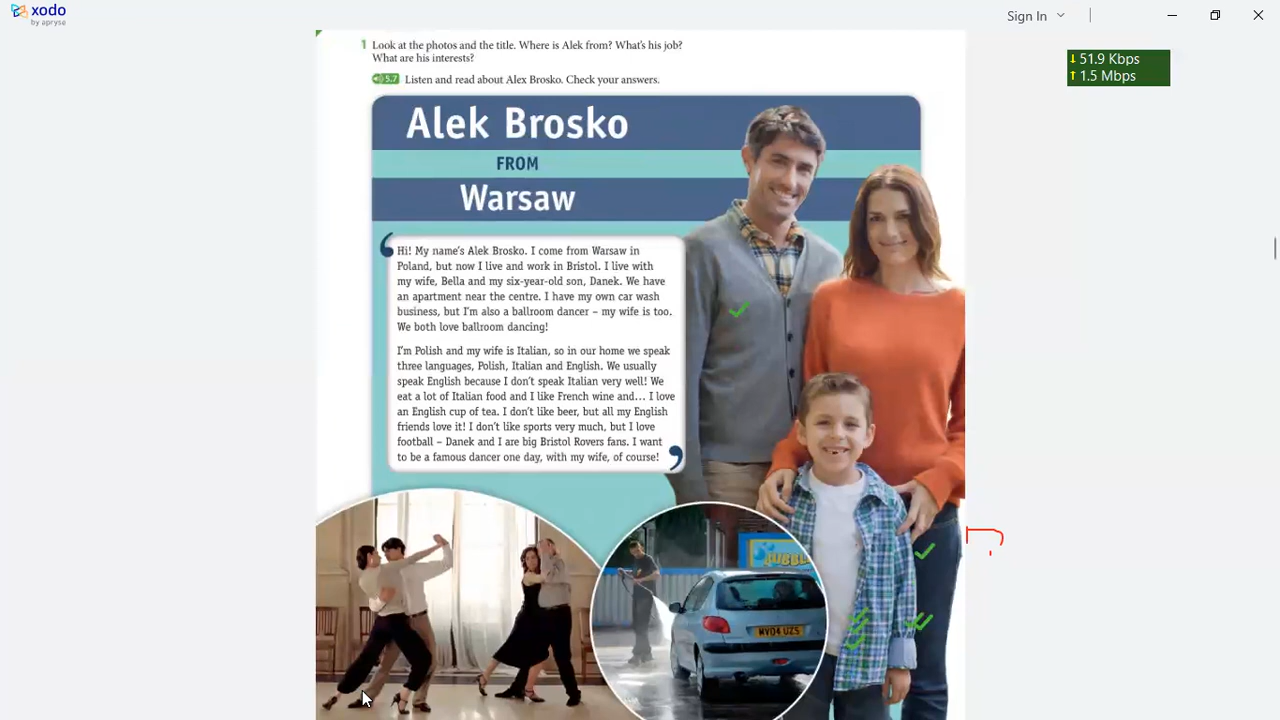 xodo
by apryse
Sign In
↓ 51.9 Kbps
↑ 1.5 Mbps
1 Look at the photos and the title. Where is Alek from? What's his job?
What are his interests?
5.7 Listen and read about Alex Brosko. Check your answers.
Alek Brosko
FROM
Warsaw
‘Hi! My name's Alek Brosko. I come from Warsaw in
Poland, but now I live and work in Bristol. I live with
my wife, Bella and my six-year-old son, Danek. We have
an apartment near the centre. I have my own car wash
business, but I'm also a ballroom dancer – my wife is too.
We both love ballroom dancing!
I'm Polish and my wife is Italian, so in our home we speak
three languages, Polish, Italian and English. We usually
speak English because I don't speak Italian very well! We
eat a lot of Italian food and I like French wine and… I love
an English cup of tea. I don't like beer, but all my English
friends love it! I don't like sports very much, but I love
football – Danek and I are big Bristol Rovers fans. I want
to be a famous dancer one day, with my wife, of course!’
WV04 UZS